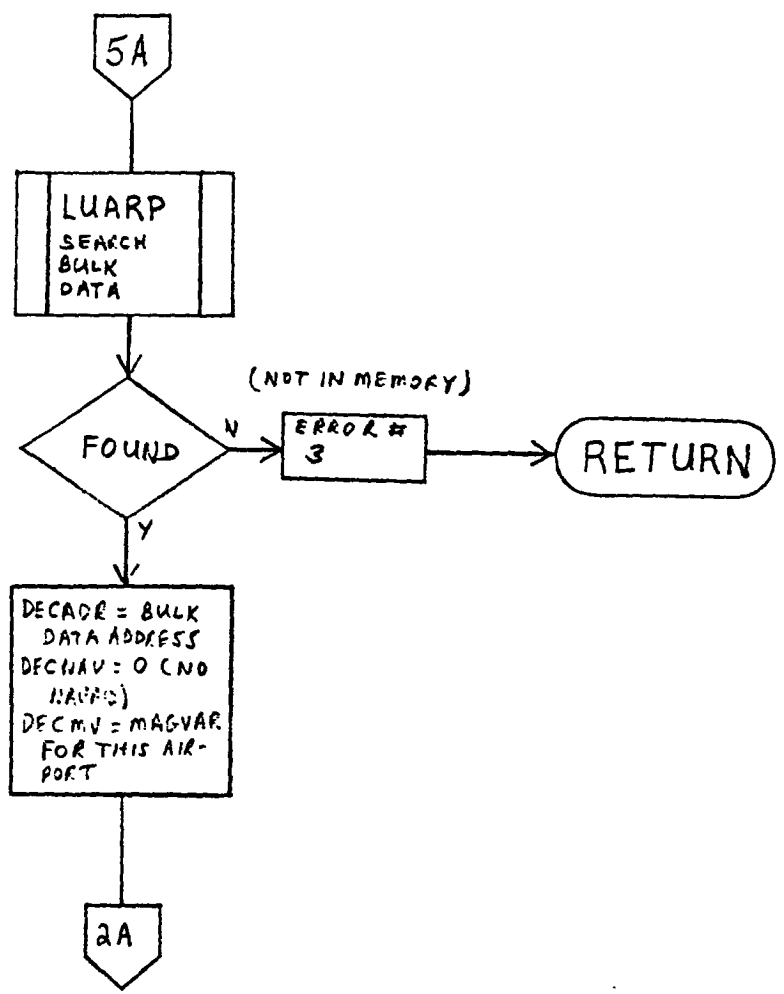 5A
LUARP
SEARCH
BULK
DATA
(NOT IN MEMORY)
FOUND
N
ERROR #
3
RETURN
Y
DECADR = BULK
DATA ADDRESS
DECNAV = 0 (NO
DECMV = MAGVAR
FOR THIS AIR-
PORT
2A